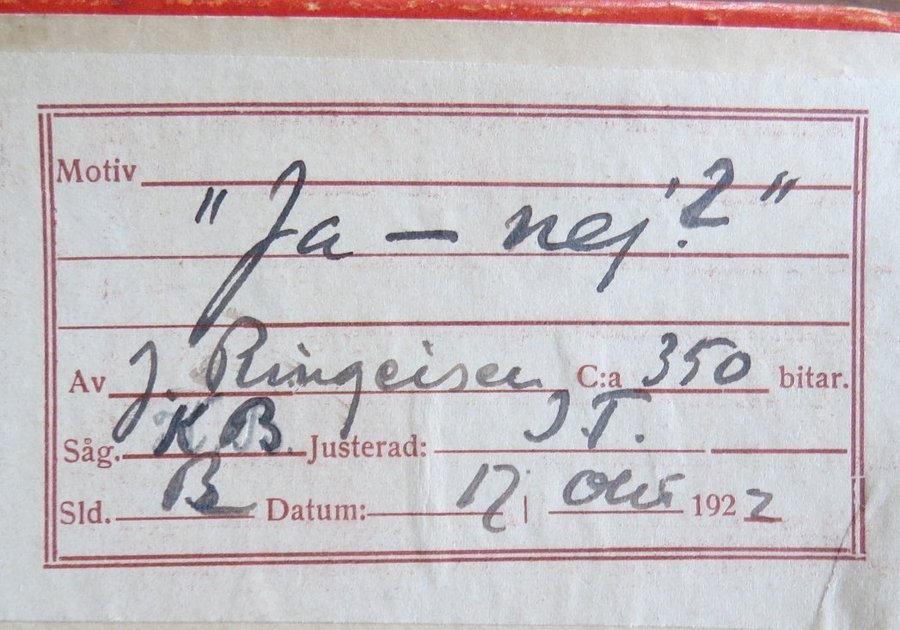 Motiv
"Ja – nej?"
Av J. Ringeisen C:a 350 bitar.
Såg. K B. Justerad: J.T.
Sld. B Datum: 17 | Okt 1922